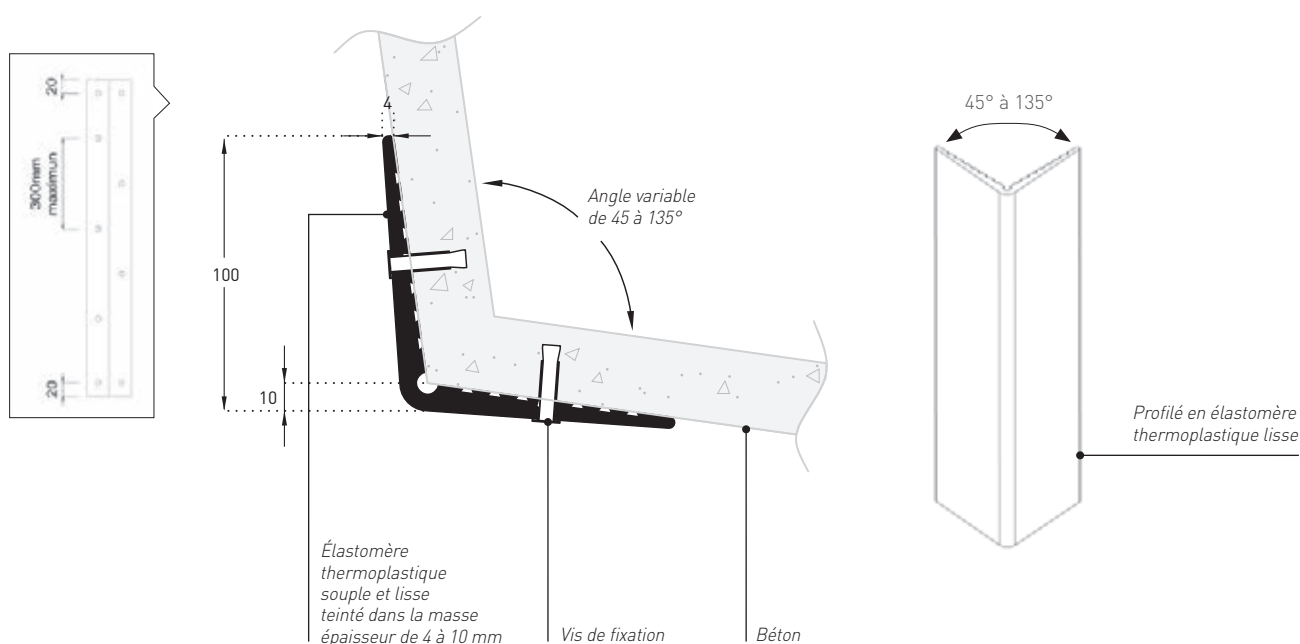 20
300mm
maximun
20
4
100
10
Angle variable
de 45 à 135°
Élastomère
thermoplastique
souple et lisse
teinté dans la masse
épaisseur de 4 à 10 mm
Vis de fixation
Béton
45° à 135°
Profilé en élastomère
thermoplastique lisse